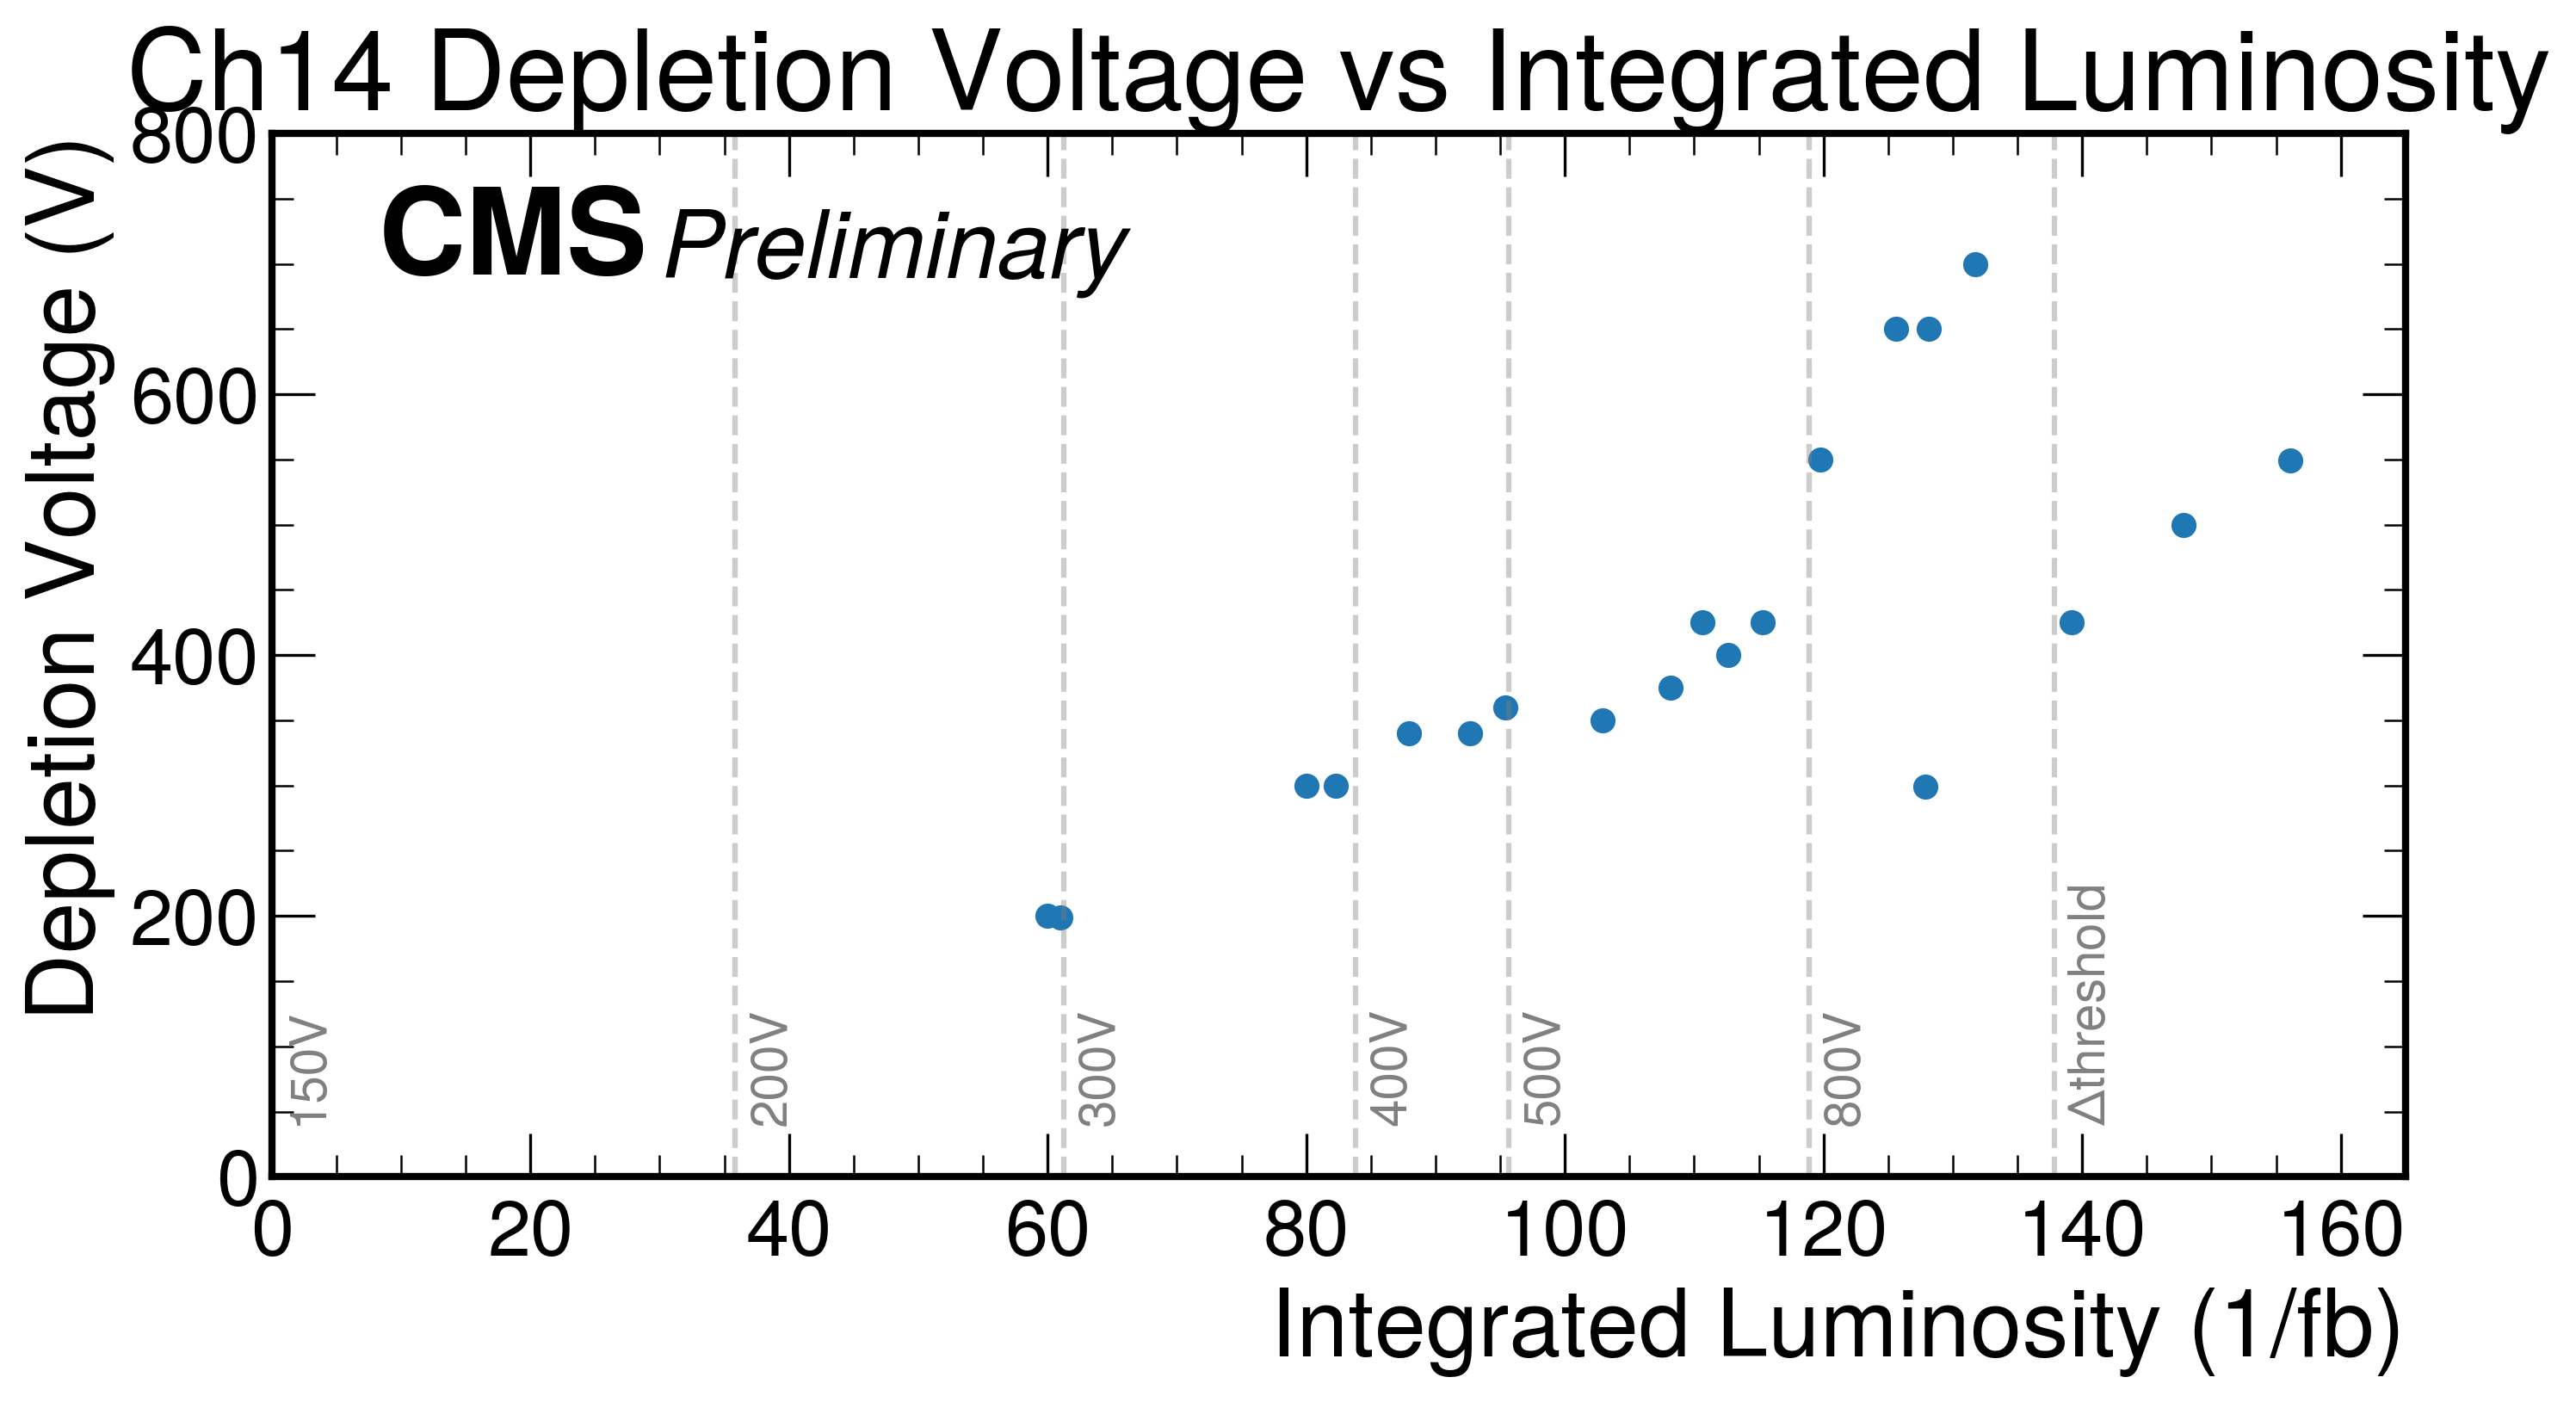 Ch14 Depletion Voltage vs Integrated Luminosity
CMS Preliminary
Depletion Voltage (V)
800
600
400
200
0
150V
200V
300V
400V
500V
800V
Δthreshold
0 20 40 60 80 100 120 140 160
Integrated Luminosity (1/fb)